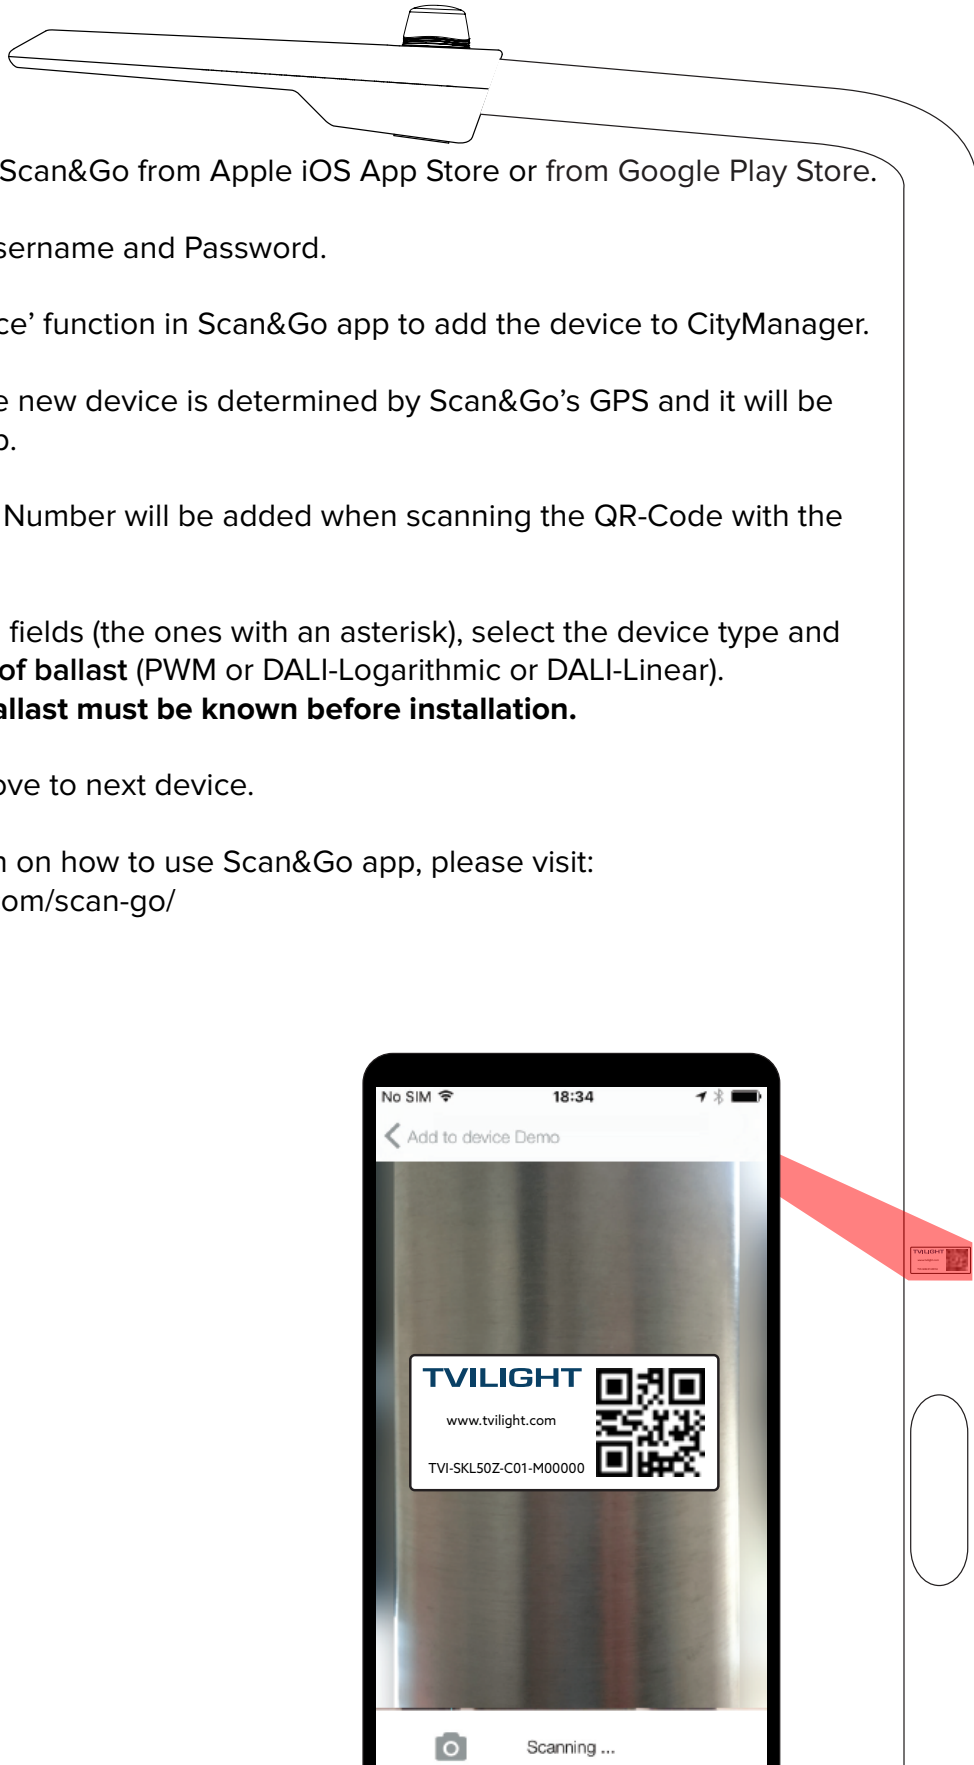 Scan&Go from Apple iOS App Store or from Google Play Store.
sername and Password.
ce’ function in Scan&Go app to add the device to CityManager.
e new device is determined by Scan&Go’s GPS and it will be
o.
Number will be added when scanning the QR-Code with the
fields (the ones with an asterisk), select the device type and
of ballast (PWM or DALI-Logarithmic or DALI-Linear).
allast must be known before installation.
ove to next device.
n on how to use Scan&Go app, please visit:
om/scan-go/
No SIM 18:34
Add to device Demo
TVILIGHT
TVILIGHT
www.tvilight.com
TVI-SKL50Z-C01-M00000
Scanning ...